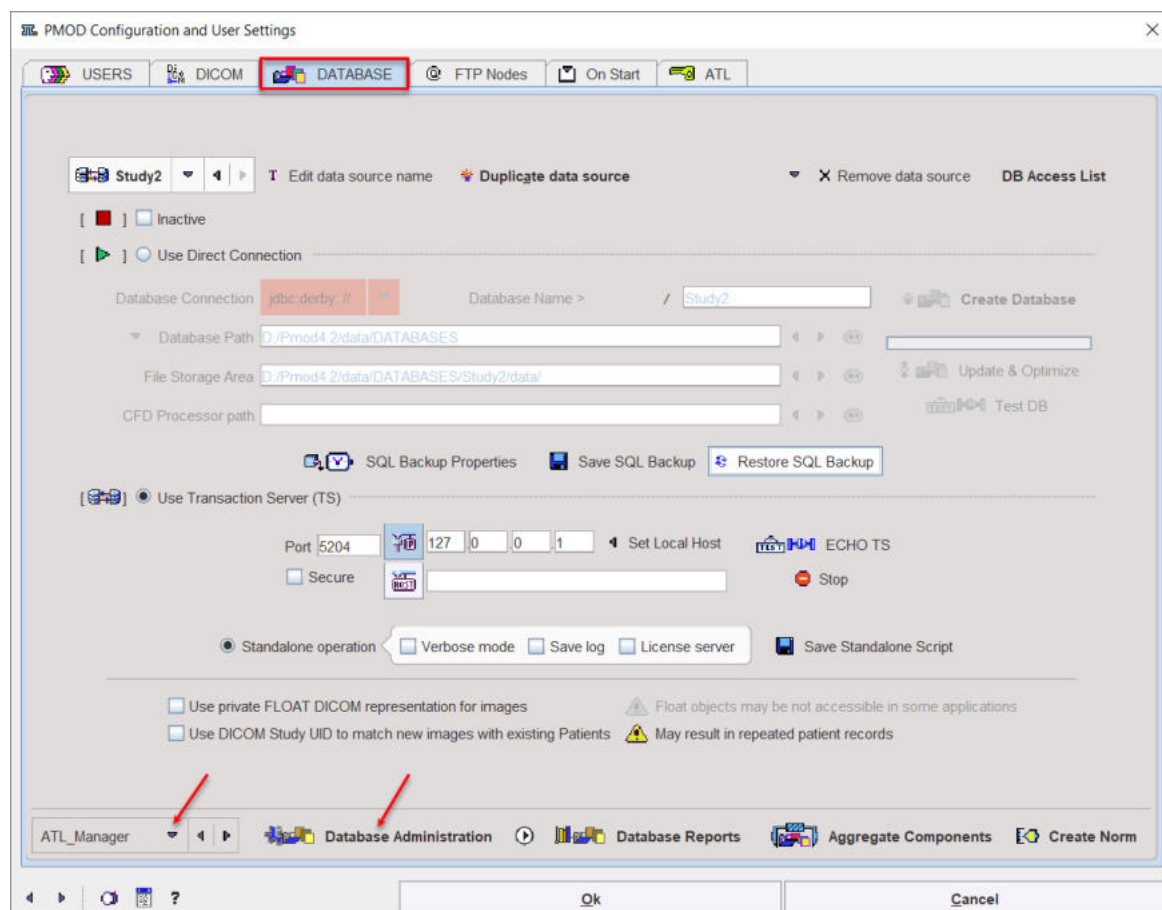 PMOD Configuration and User Settings
USERS DICOM DATABASE FTP Nodes On Start ATL
Study2 T Edit data source name Duplicate data source X Remove data source DB Access List
[ ] Inactive
[ ] Use Direct Connection
Database Connection jdbc:derby: // Database Name > / Study2 Create Database
Database Path D:/Pmod4.2/data/DATABASES
File Storage Area D:/Pmod4.2/data/DATABASES/Study2/data/ Update & Optimize
CFD Processor path Test DB
SQL Backup Properties Save SQL Backup Restore SQL Backup
[ ] Use Transaction Server (TS)
Port 5204 IP 127 .0 .0 .1 Set Local Host TEST ECHO TS
Secure HOST Stop
Standalone operation Verbose mode Save log License server Save Standalone Script
Use private FLOAT DICOM representation for images Float objects may be not accessible in some applications
Use DICOM Study UID to match new images with existing Patients May result in repeated patient records
ATL_Manager Database Administration Database Reports Aggregate Components Create Norm
? Ok Cancel